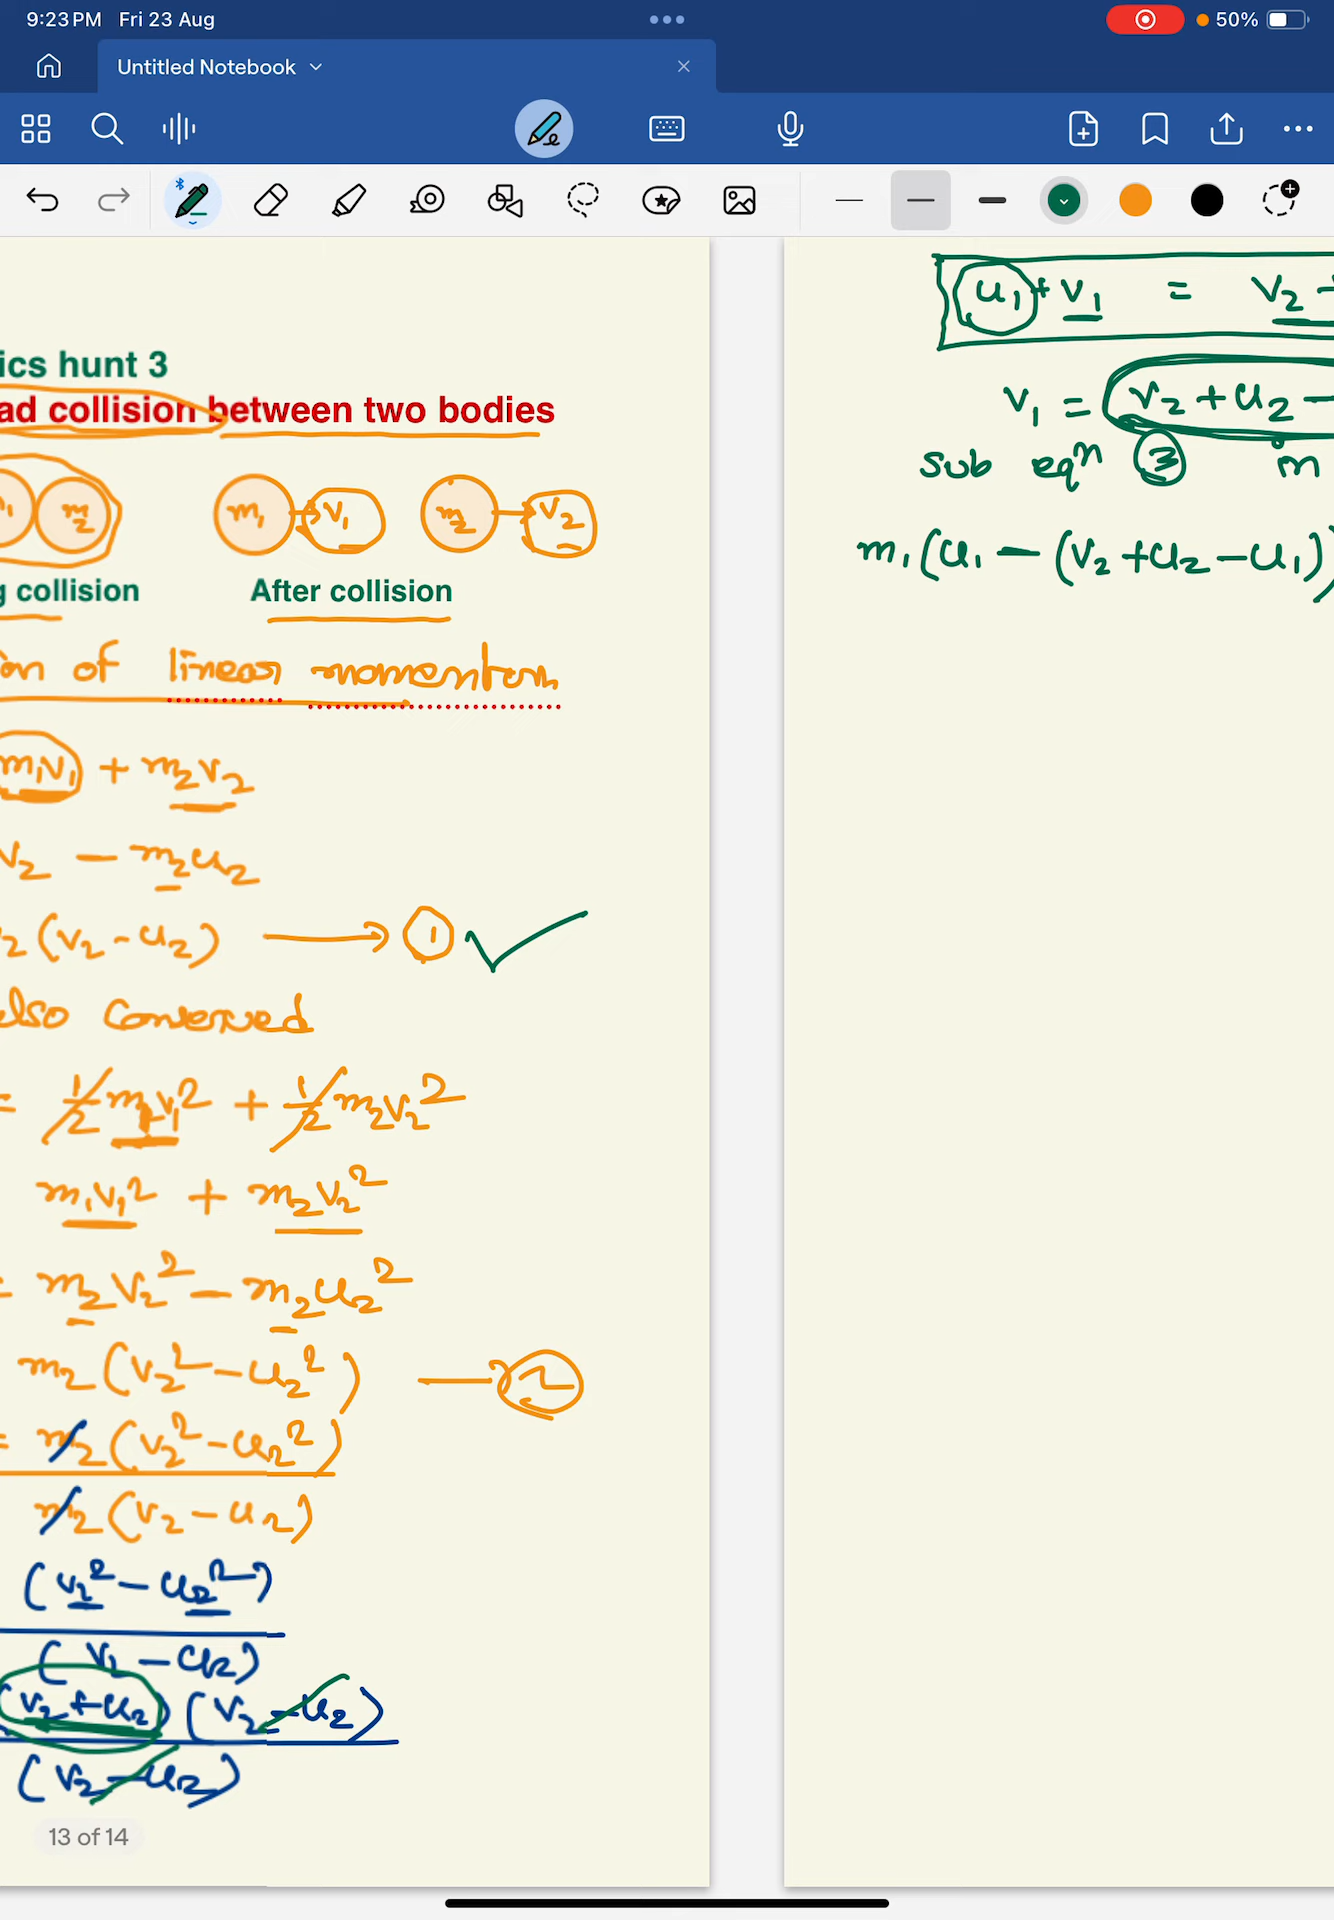 9:23 PM Fri 23 Aug
50%
Untitled Notebook
ics hunt 3
ad collision between two bodies
m₂ m₁ v₁ m₂ v₂
g collision After collision
on of linear momentum
m₁v₁ + m₂v₂
v₂ − m₂u₂
₂(v₂-u₂) → 1
also conserved
= ½m₁v₁² + ½m₂v₂²
m₁v₁² + m₂v₂²
= m₂v₂² − m₂u₂²
m₂(v₂²−u₂²) — 2
= m₂(v₂²−u₂²)
m₂(v₂−u₂)
(v₂²−u₂²)
(v₂−u₂)
(v₂+u₂)(v₂−u₂)
(v₂−u₂)
13 of 14
u₁+v₁ = v₂
v₁ = v₂+u₂−
sub eqⁿ 3 in
m₁(u₁−(v₂+u₂−u₁)